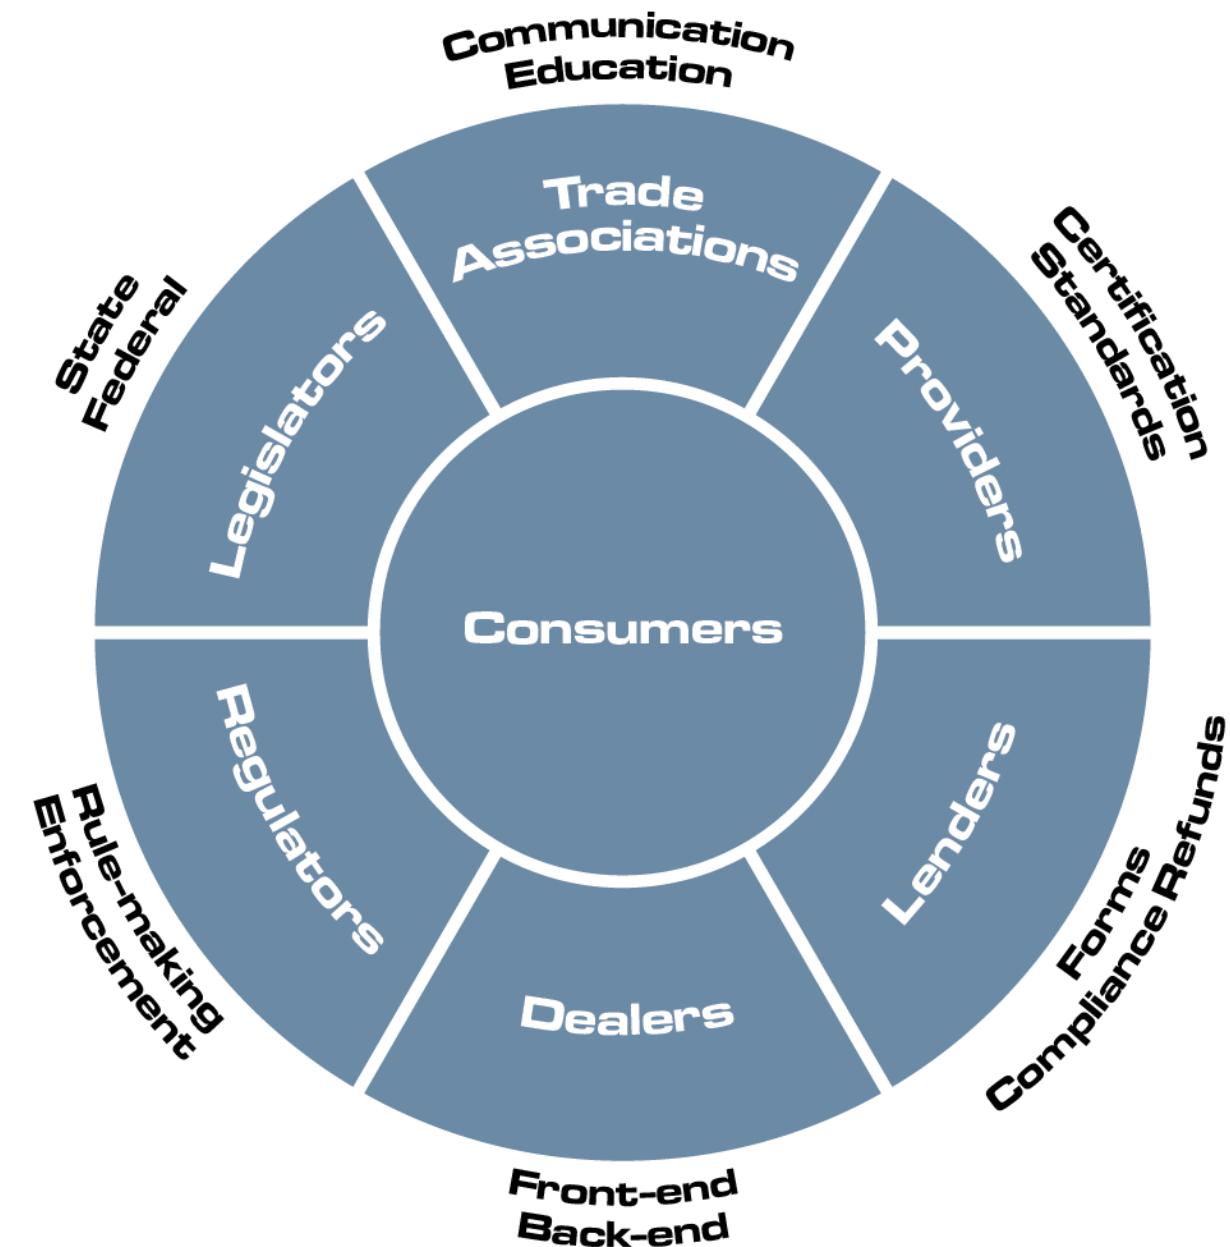 Communication
Education
Trade
Associations
Certification
Standards
Providers
Forms
Compliance Refunds
Lenders
Front-end
Back-end
Dealers
Rule-making
Enforcement
Regulators
State
Federal
Legislators
Consumers